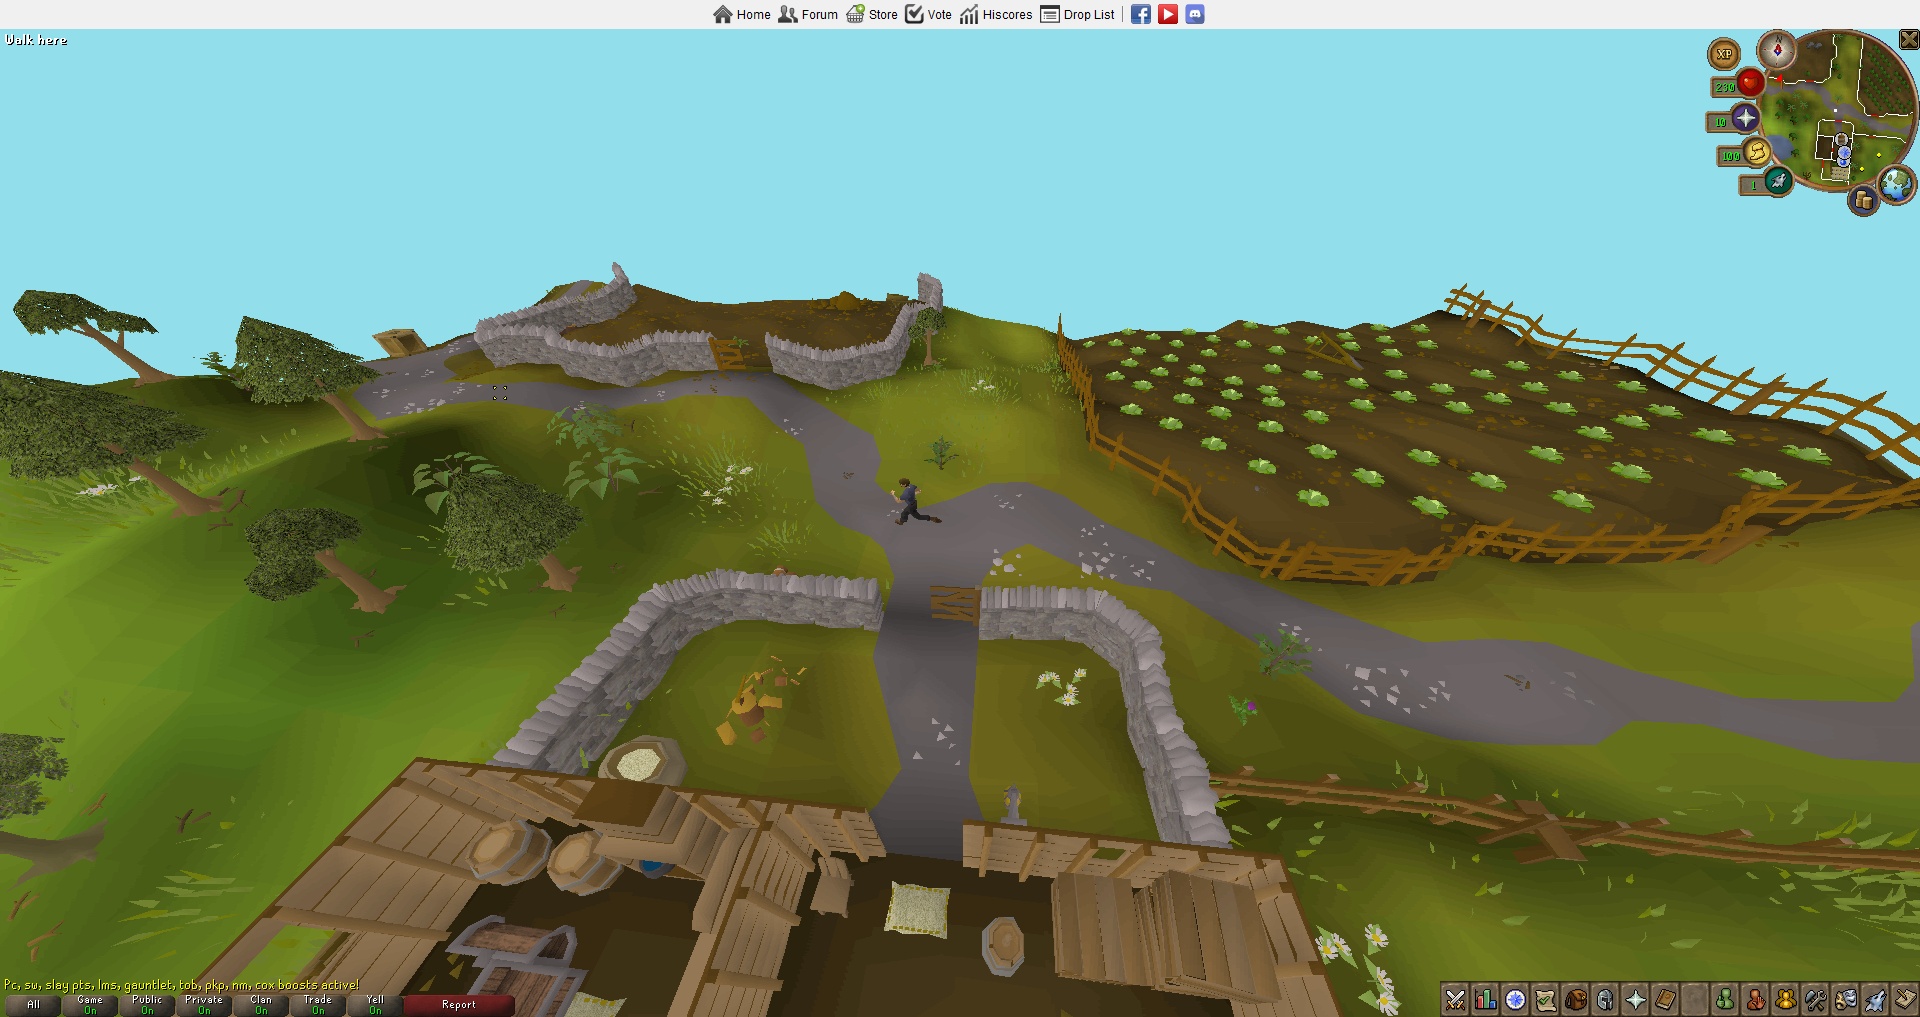 Home Forum Store Vote Hiscores Drop List
Walk here
XP
N
230
10
100
1
Pc, sw, slay pts, lms, gauntlet, tob, pkp, nm, cox boosts active!
All Game Public Private Clan Trade Yell Report
On On On On On On